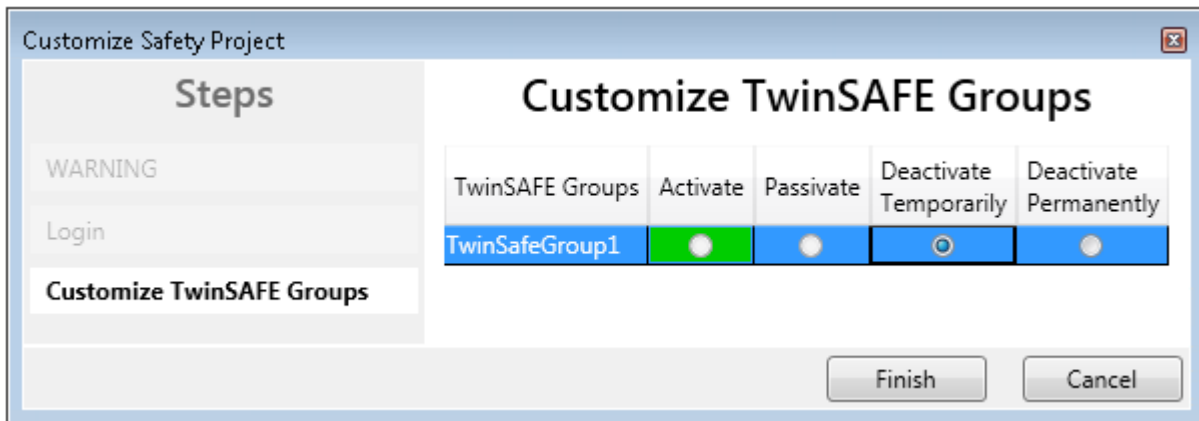 Customize Safety Project
Steps
WARNING
Login
Customize TwinSAFE Groups
Customize TwinSAFE Groups
TwinSAFE Groups Activate Passivate Deactivate Temporarily Deactivate Permanently
TwinSafeGroup1
Finish Cancel